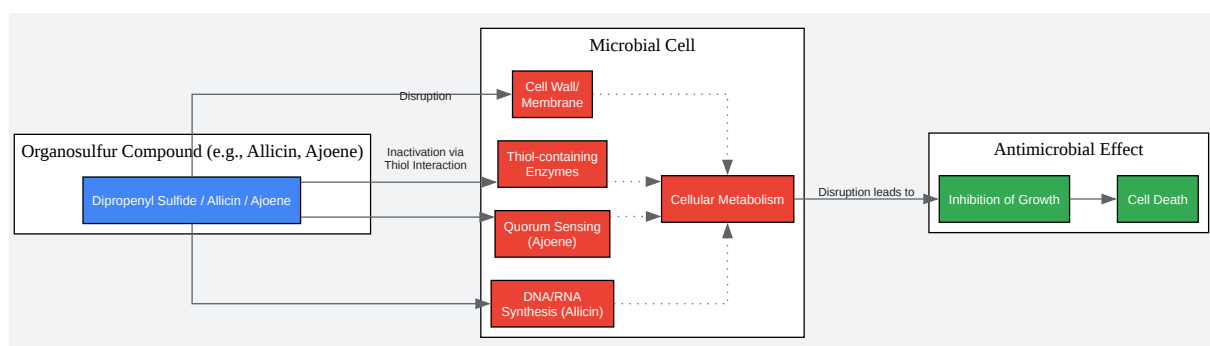 Organosulfur Compound (e.g., Allicin, Ajoene)
Dipropenyl Sulfide / Allicin / Ajoene
Disruption
Inactivation via
Thiol Interaction
Microbial Cell
Cell Wall/
Membrane
Thiol-containing
Enzymes
Quorum Sensing
(Ajoene)
DNA/RNA
Synthesis (Allicin)
Cellular Metabolism
Disruption leads to
Antimicrobial Effect
Inhibition of Growth
Cell Death